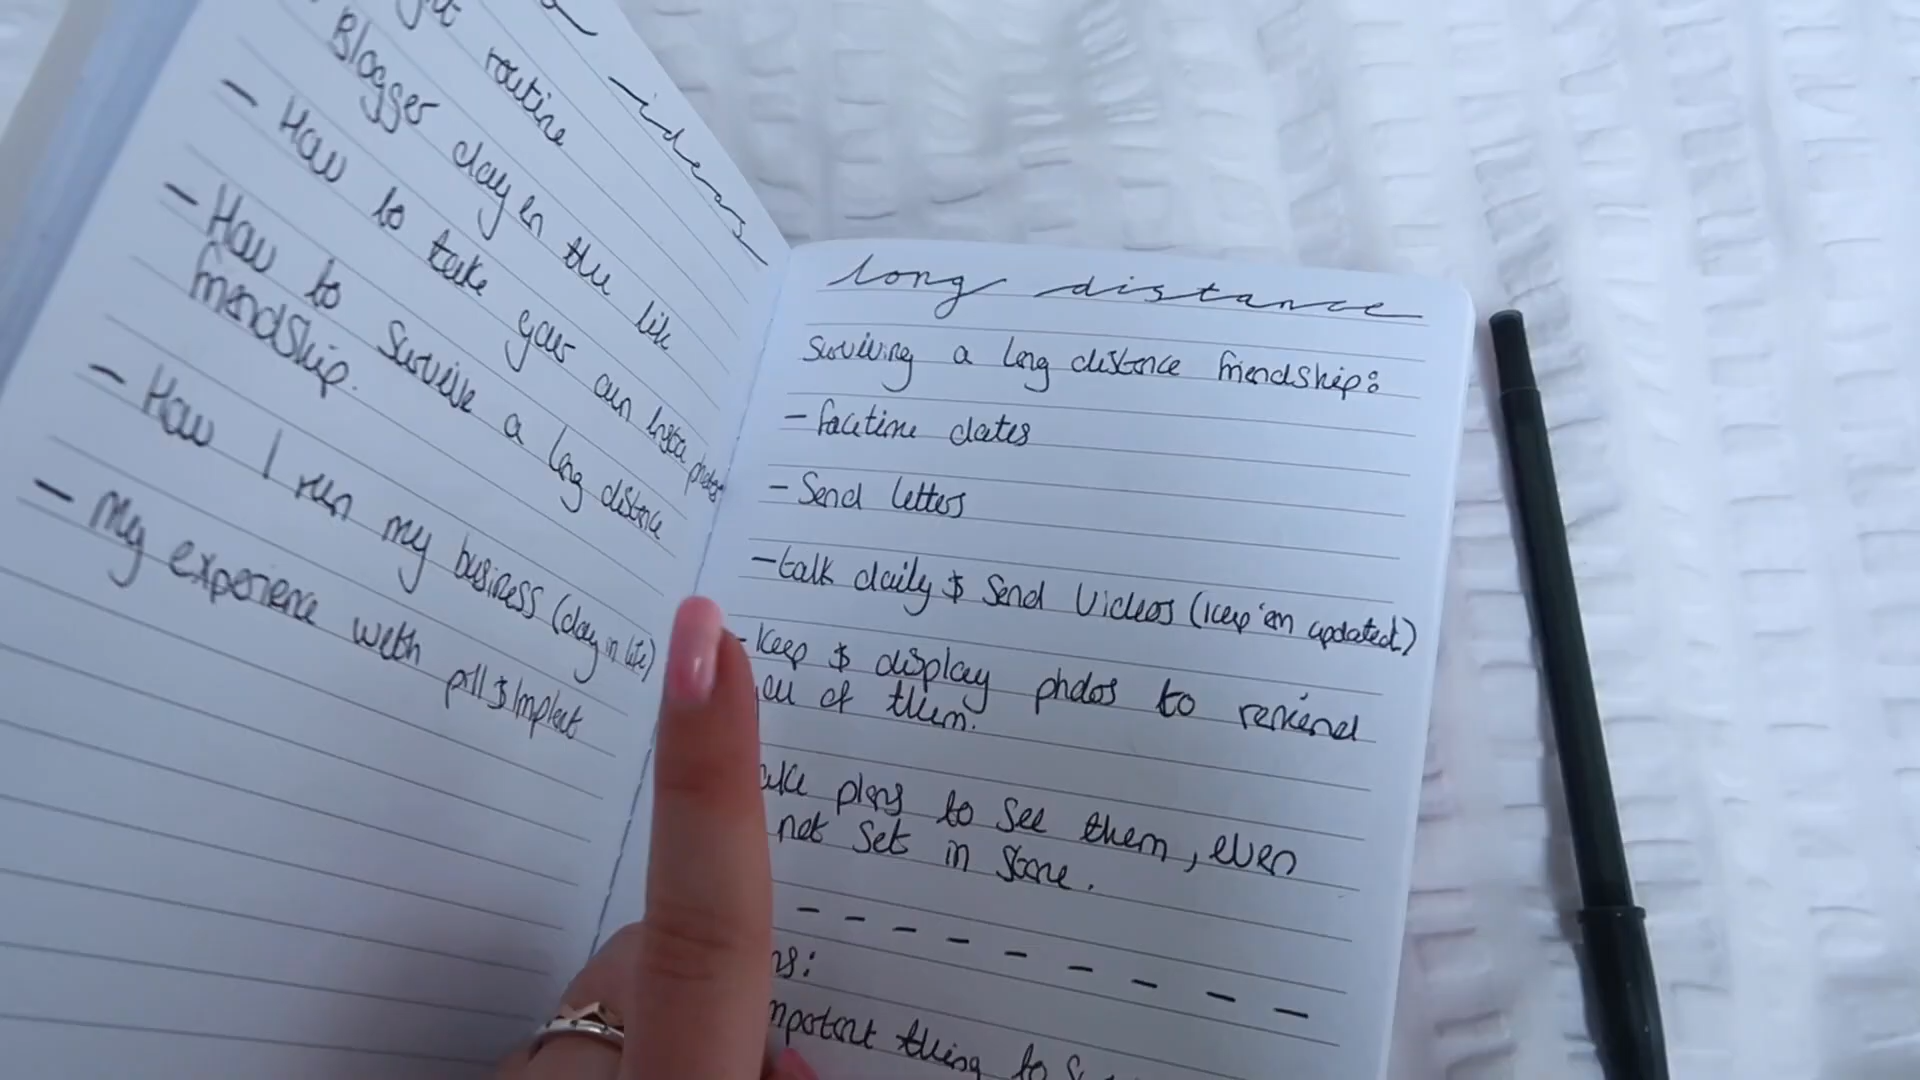 ideas
routine
Blogger day in the life
- How to take your own insta photos
- How to survive a long distance
friendship.
- How I run my business (day in life)
- My experience with pill & implant
long distance
Surviving a long distance friendship:
- facetime dates
- Send letters
- talk daily & Send Videos (keep 'em updated)
- keep & display photos to remind
of them.
plans to see them, even
not set in stone.
thing to